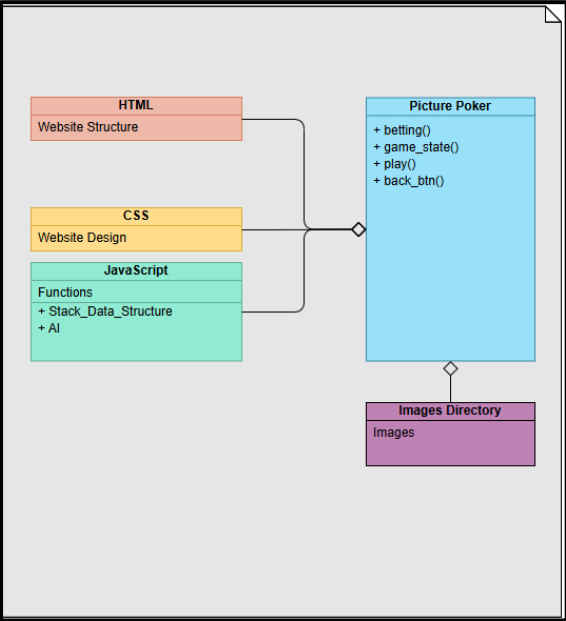 HTML
Website Structure
CSS
Website Design
JavaScript
Functions
+ Stack_Data_Structure
+ AI
Picture Poker
+ betting()
+ game_state()
+ play()
+ back_btn()
Images Directory
Images